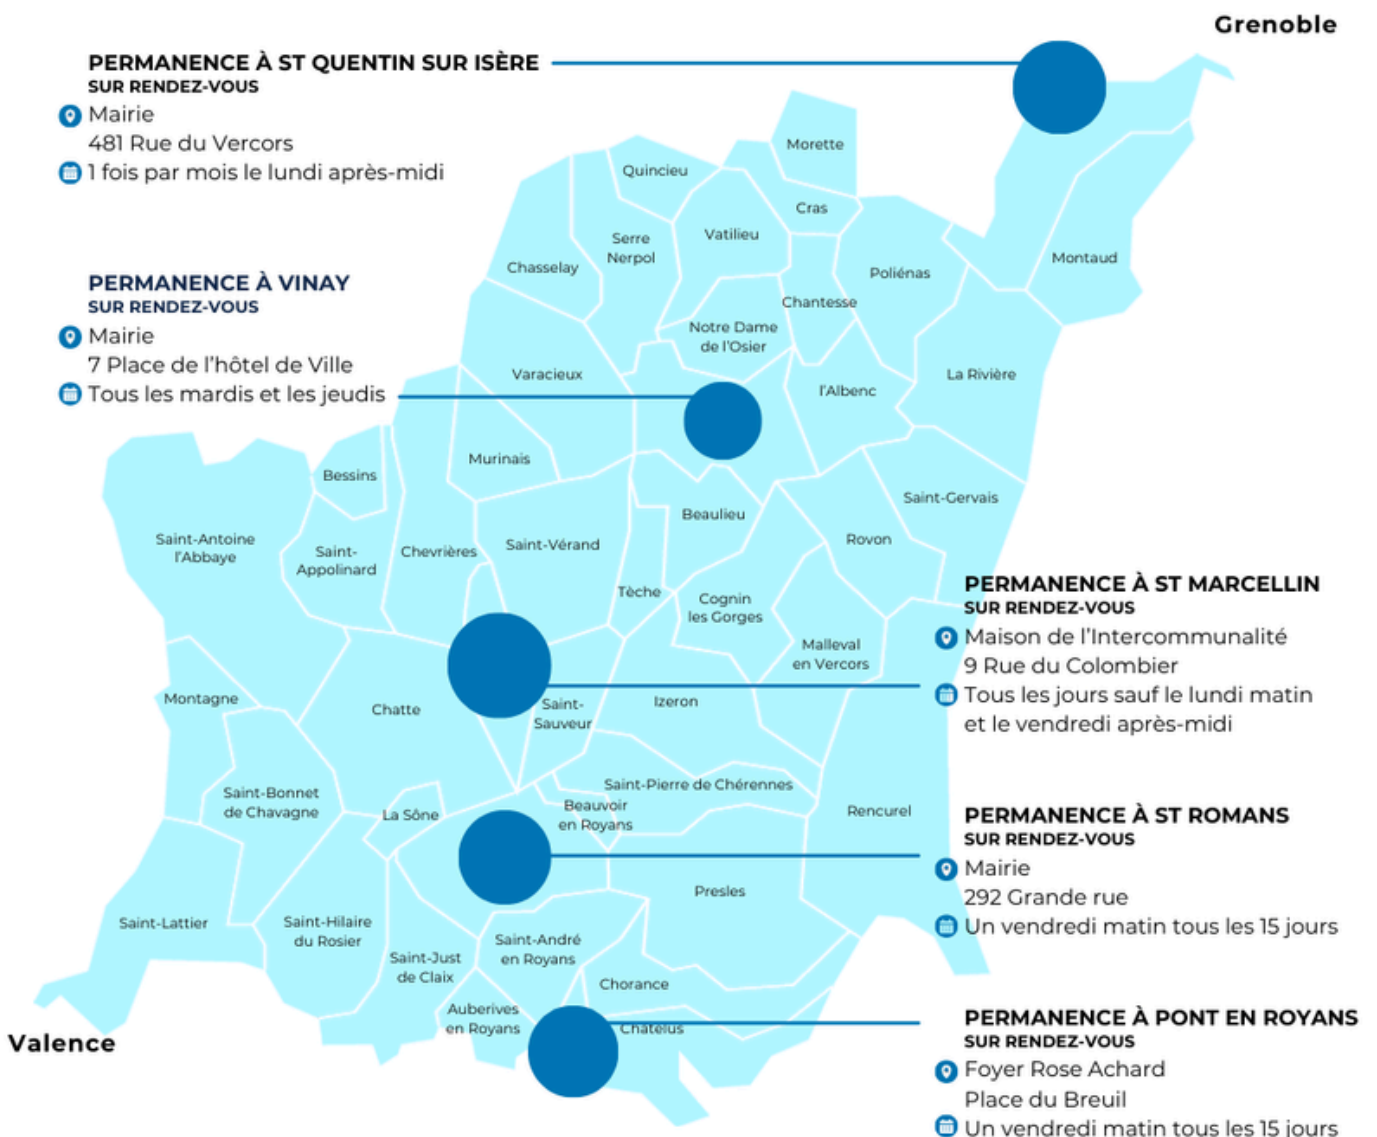 Grenoble
PERMANENCE À ST QUENTIN SUR ISÈRE
SUR RENDEZ-VOUS
Mairie
481 Rue du Vercors
1 fois par mois le lundi après-midi
PERMANENCE À VINAY
SUR RENDEZ-VOUS
Mairie
7 Place de l'hôtel de Ville
Tous les mardis et les jeudis
Morette
Quincieu
Cras
Vatilieu
Serre
Nerpol
Chasselay
Montaud
Poliénas
Chantesse
Notre Dame
de l'Osier
Varacieux
La Rivière
l'Albenc
Murinais
Bessins
Saint-Gervais
Beaulieu
Saint-Antoine
l'Abbaye
Saint-
Appolinard
Chevrières
Saint-Vérand
Rovon
Tèche
Cognin
les Gorges
Malleval
en Vercors
PERMANENCE À ST MARCELLIN
SUR RENDEZ-VOUS
Maison de l'Intercommunalité
9 Rue du Colombier
Tous les jours sauf le lundi matin
et le vendredi après-midi
Montagne
Chatte
Saint-
Sauveur
Izeron
Saint-Pierre de Chérennes
Saint-Bonnet
de Chavagne
La Sône
Beauvoir
en Royans
Rencurel
PERMANENCE À ST ROMANS
SUR RENDEZ-VOUS
Mairie
292 Grande rue
Un vendredi matin tous les 15 jours
Presles
Saint-Lattier
Saint-Hilaire
du Rosier
Saint-Just
de Claix
Saint-André
en Royans
Chorance
Auberives
en Royans
Châtelus
Valence
PERMANENCE À PONT EN ROYANS
SUR RENDEZ-VOUS
Foyer Rose Achard
Place du Breuil
Un vendredi matin tous les 15 jours